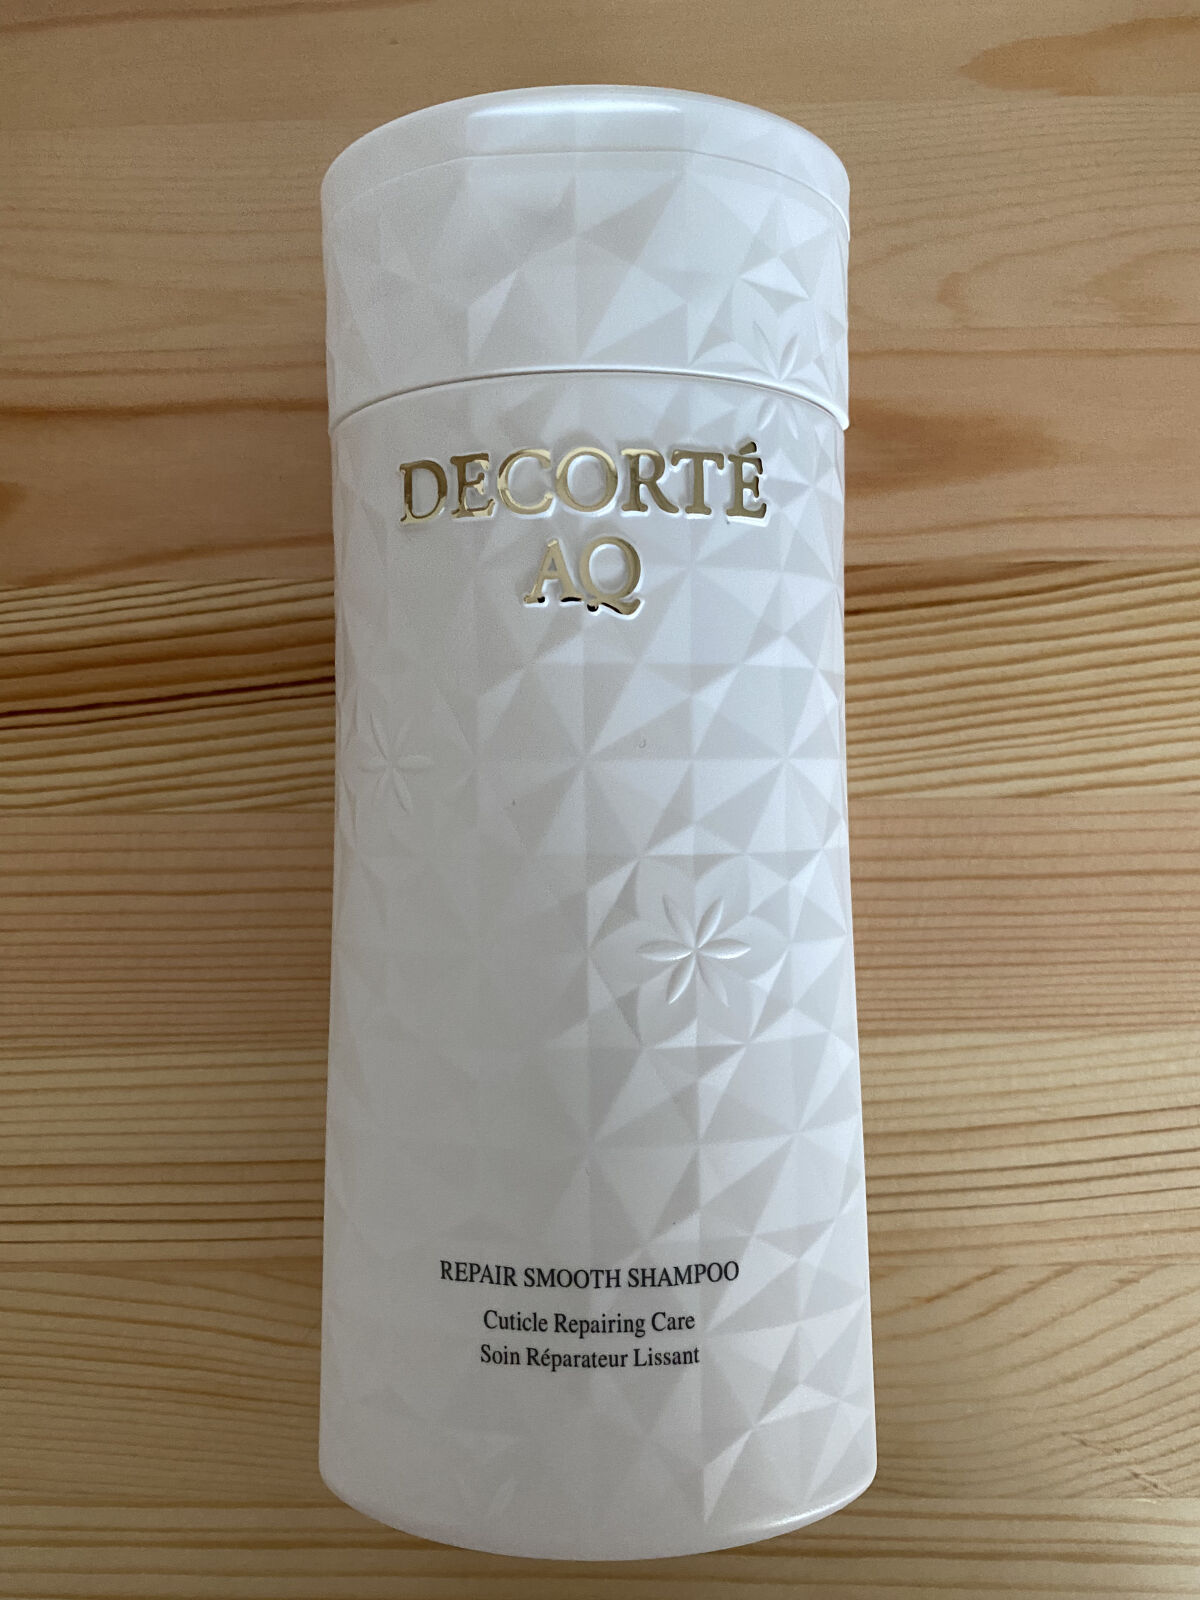 DECORTÉ
AQ
REPAIR SMOOTH SHAMPOO
Cuticle Repairing Care
Soin Réparateur Lissant